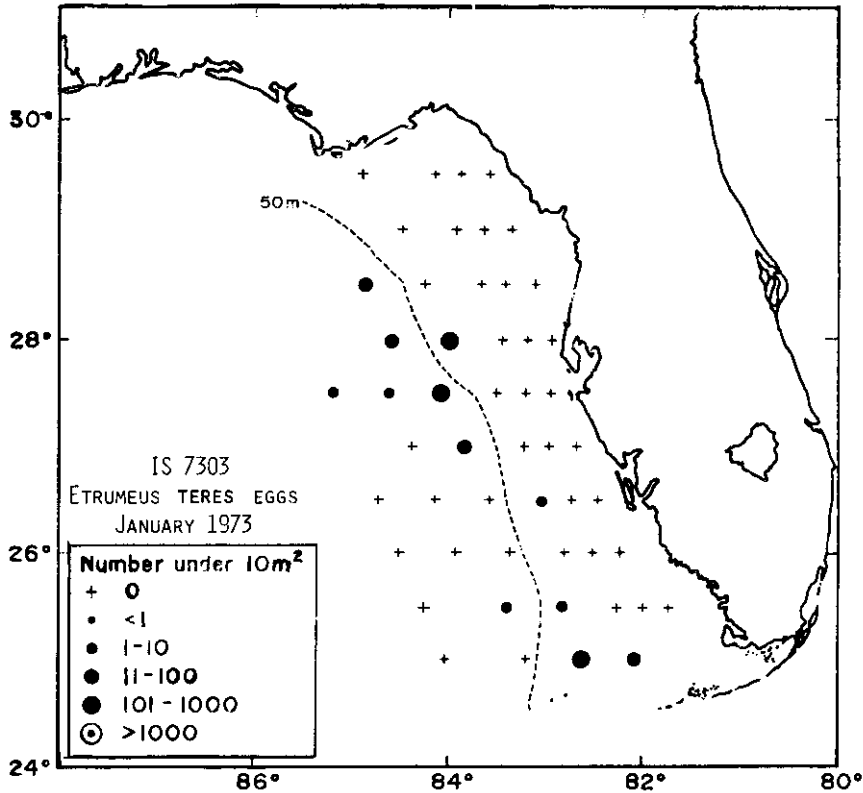 30°
50m
28°
IS 7303
ETRUMEUS TERES EGGS
JANUARY 1973
26°
Number under 10m²
+ 0
<1
1-10
11-100
101-1000
>1000
24°
86° 84° 82° 80°